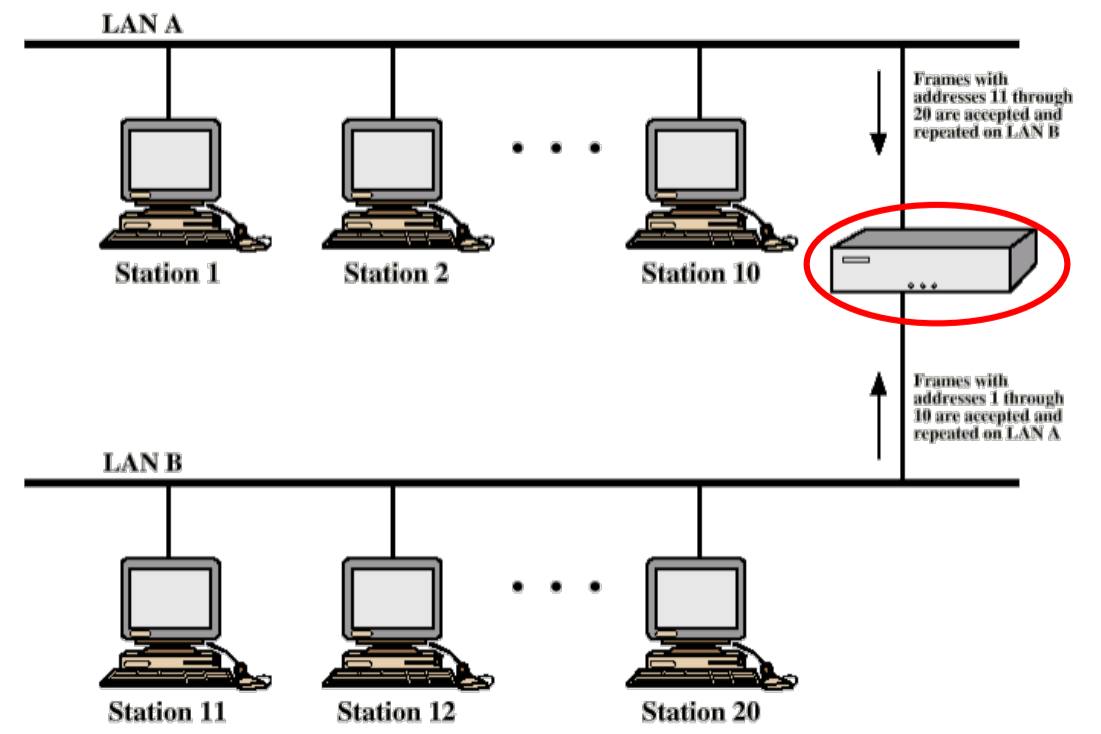 LAN A
Frames with
addresses 11 through
20 are accepted and
repeated on LAN B
Station 1
Station 2
Station 10
Frames with
addresses 1 through
10 are accepted and
repeated on LAN A
LAN B
Station 11
Station 12
Station 20